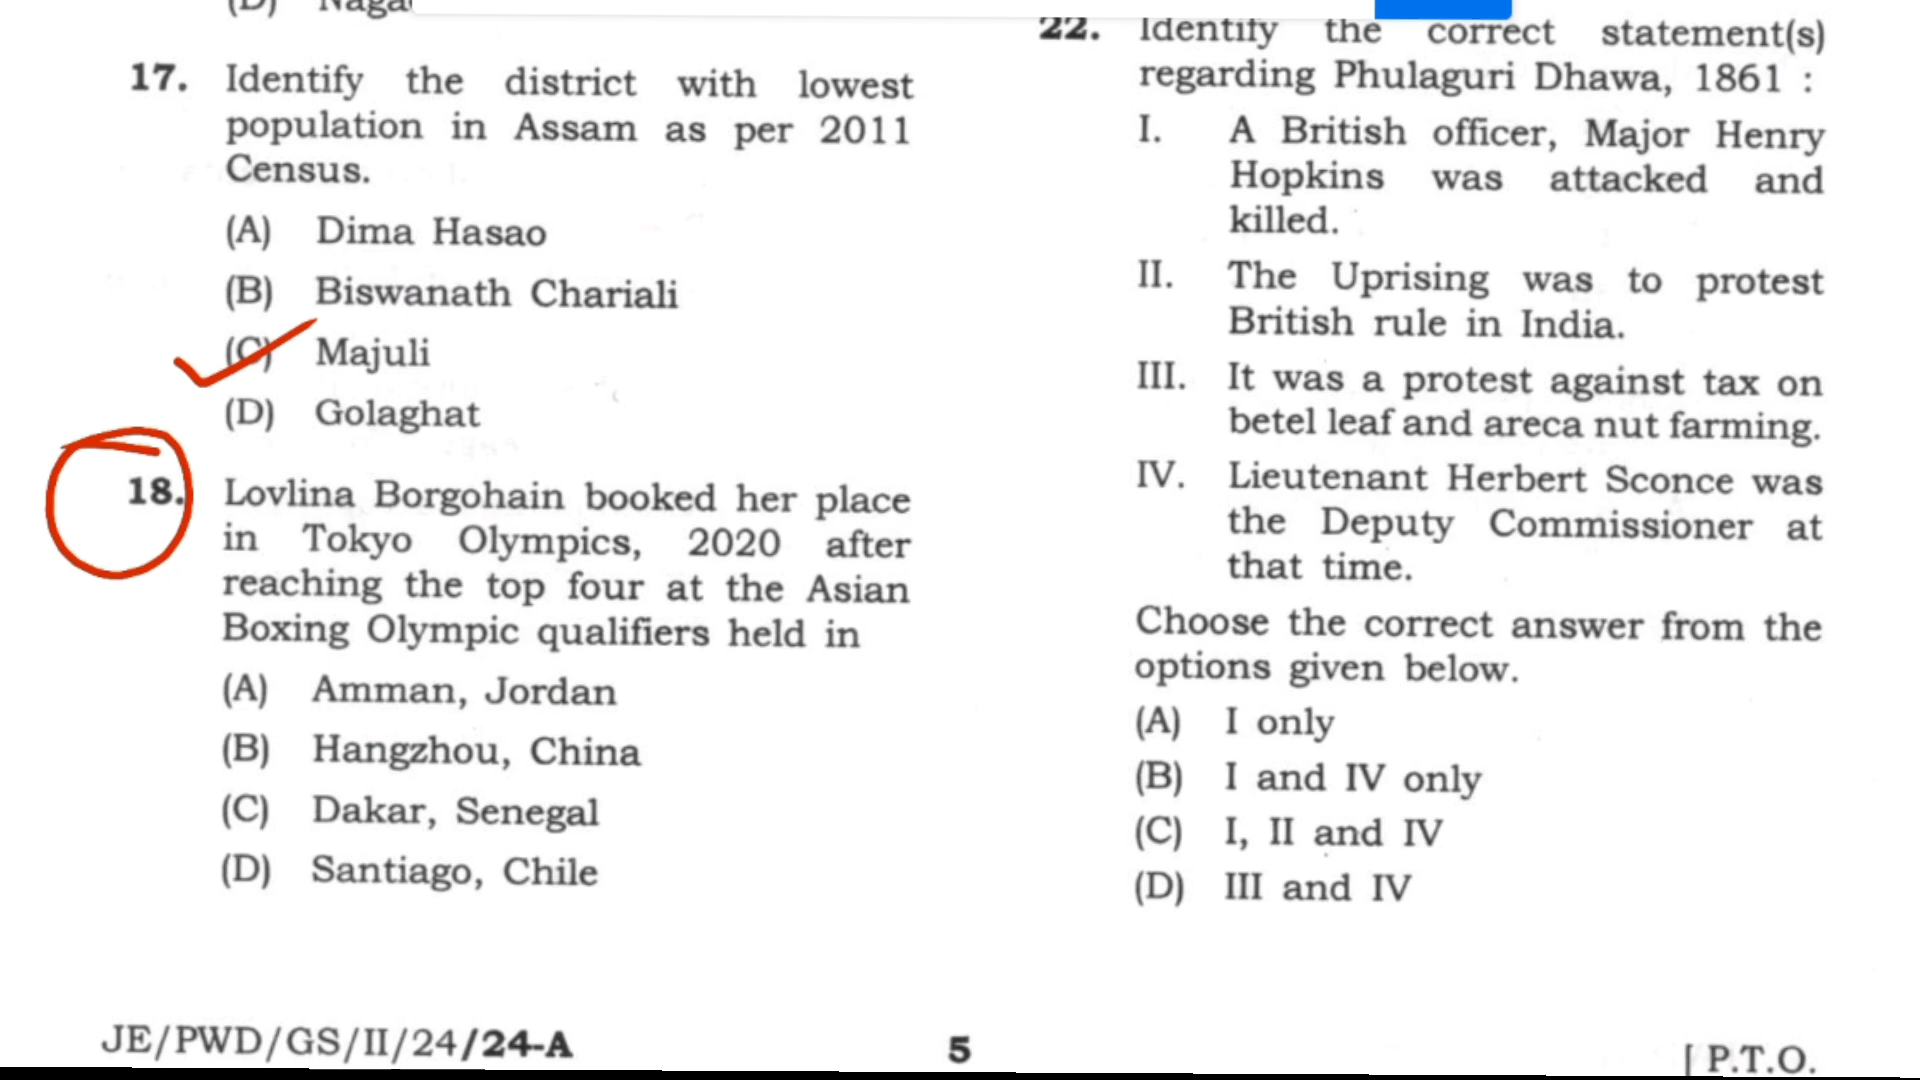 (D) Naga
17. Identify the district with lowest
population in Assam as per 2011
Census.
(A) Dima Hasao
(B) Biswanath Chariali
(C) Majuli
(D) Golaghat
18. Lovlina Borgohain booked her place
in Tokyo Olympics, 2020 after
reaching the top four at the Asian
Boxing Olympic qualifiers held in
(A) Amman, Jordan
(B) Hangzhou, China
(C) Dakar, Senegal
(D) Santiago, Chile
22. Identify the correct statement(s)
regarding Phulaguri Dhawa, 1861 :
I. A British officer, Major Henry
Hopkins was attacked and
killed.
II. The Uprising was to protest
British rule in India.
III. It was a protest against tax on
betel leaf and areca nut farming.
IV. Lieutenant Herbert Sconce was
the Deputy Commissioner at
that time.
Choose the correct answer from the
options given below.
(A) I only
(B) I and IV only
(C) I, II and IV
(D) III and IV
JE/PWD/GS/II/24/24-A
5
[ P.T.O.